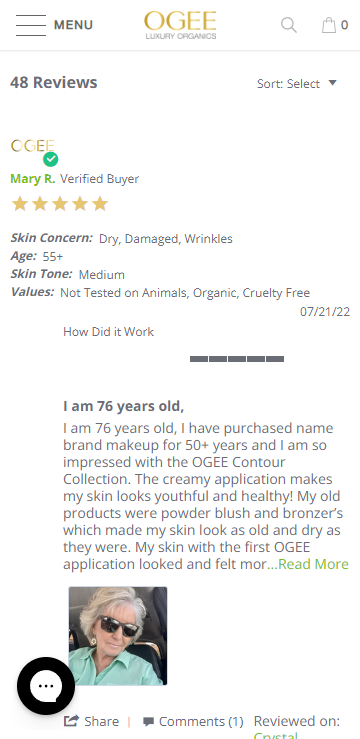 MENU
OGEE
LUXURY ORGANICS
0
48 Reviews
Sort: Select
OGEE
Mary R. Verified Buyer
Skin Concern: Dry, Damaged, Wrinkles
Age: 55+
Skin Tone: Medium
Values: Not Tested on Animals, Organic, Cruelty Free
07/21/22
How Did it Work
I am 76 years old,
I am 76 years old, I have purchased name
brand makeup for 50+ years and I am so
impressed with the OGEE Contour
Collection. The creamy application makes
my skin looks youthful and healthy! My old
products were powder blush and bronzer’s
which made my skin look as old and dry as
they were. My skin with the first OGEE
application looked and felt mor...Read More
Share | Comments (1) Reviewed on:
Crystal